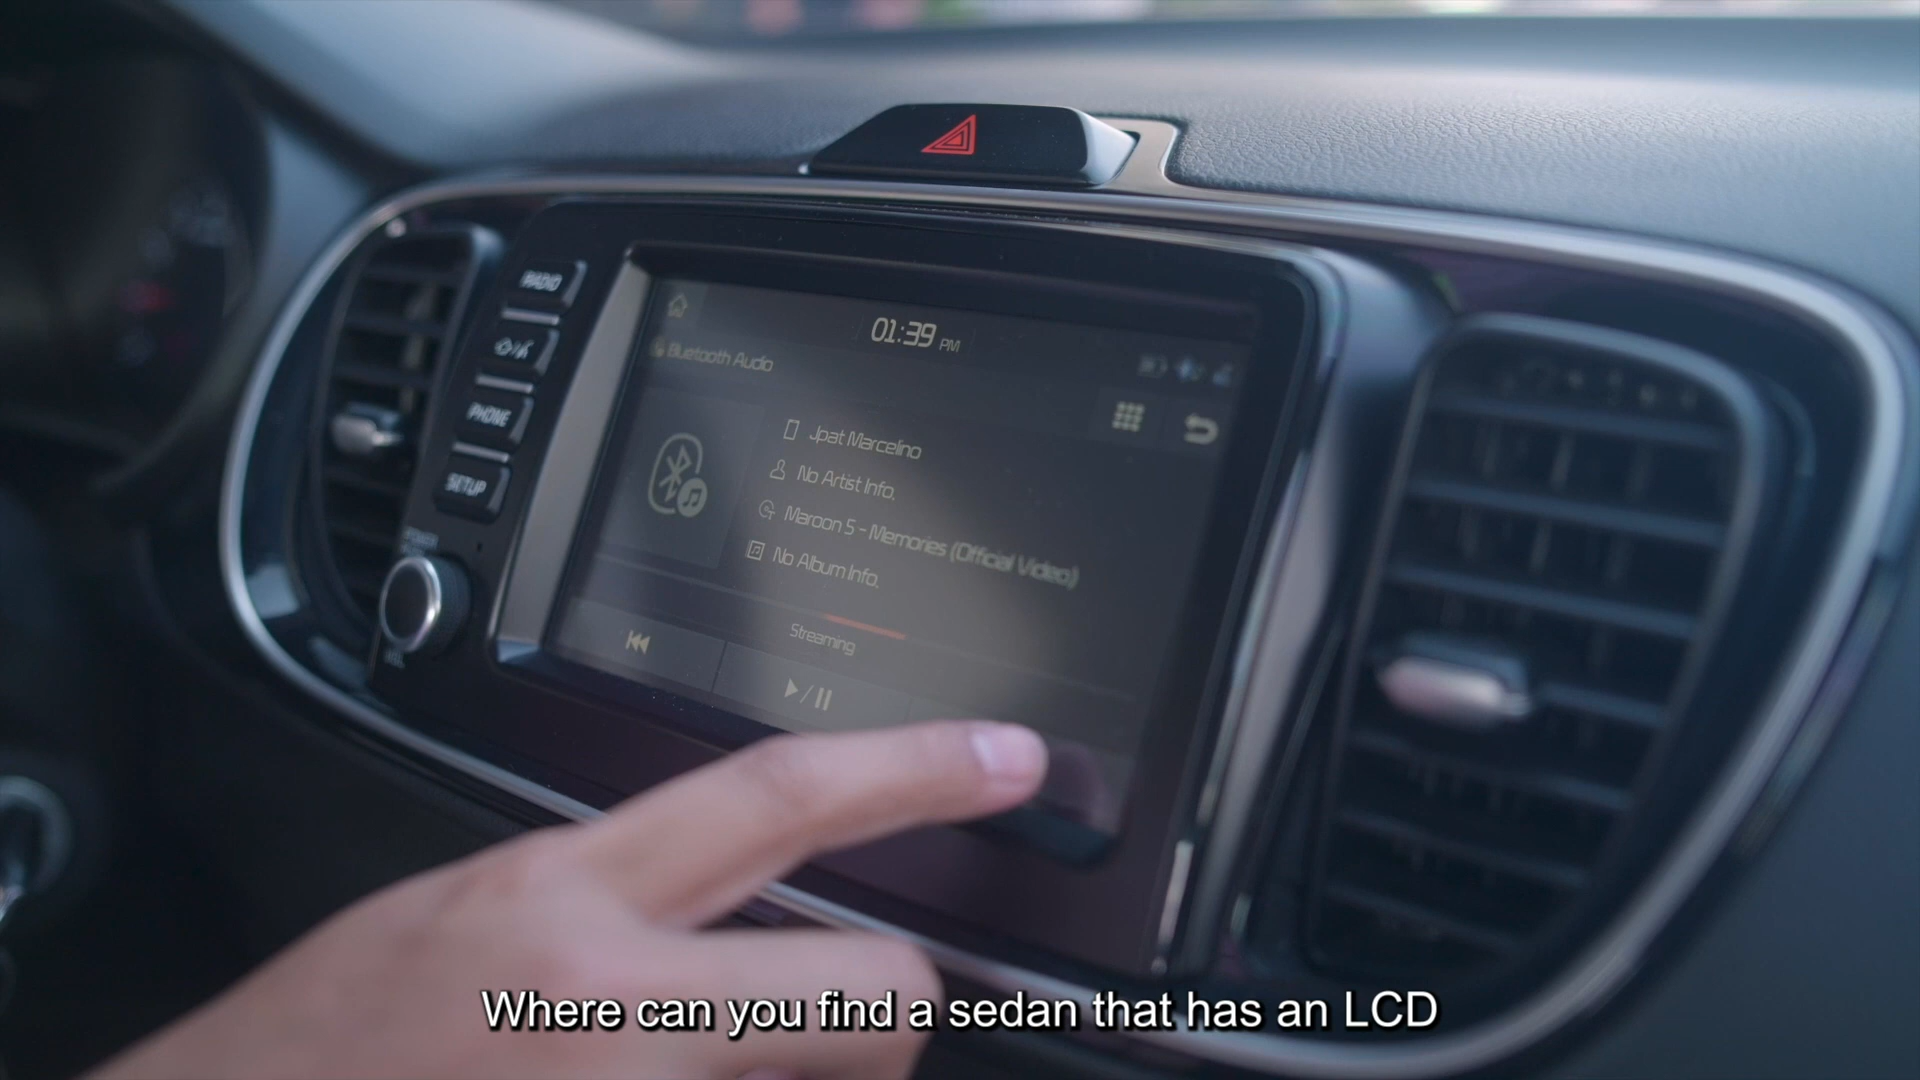 RADIO
PHONE
SETUP
VOL
01:39 PM
Bluetooth Audio
Jpat Marcelino
No Artist Info.
Maroon 5 - Memories (Official Video)
No Album Info.
Streaming
Where can you find a sedan that has an LCD